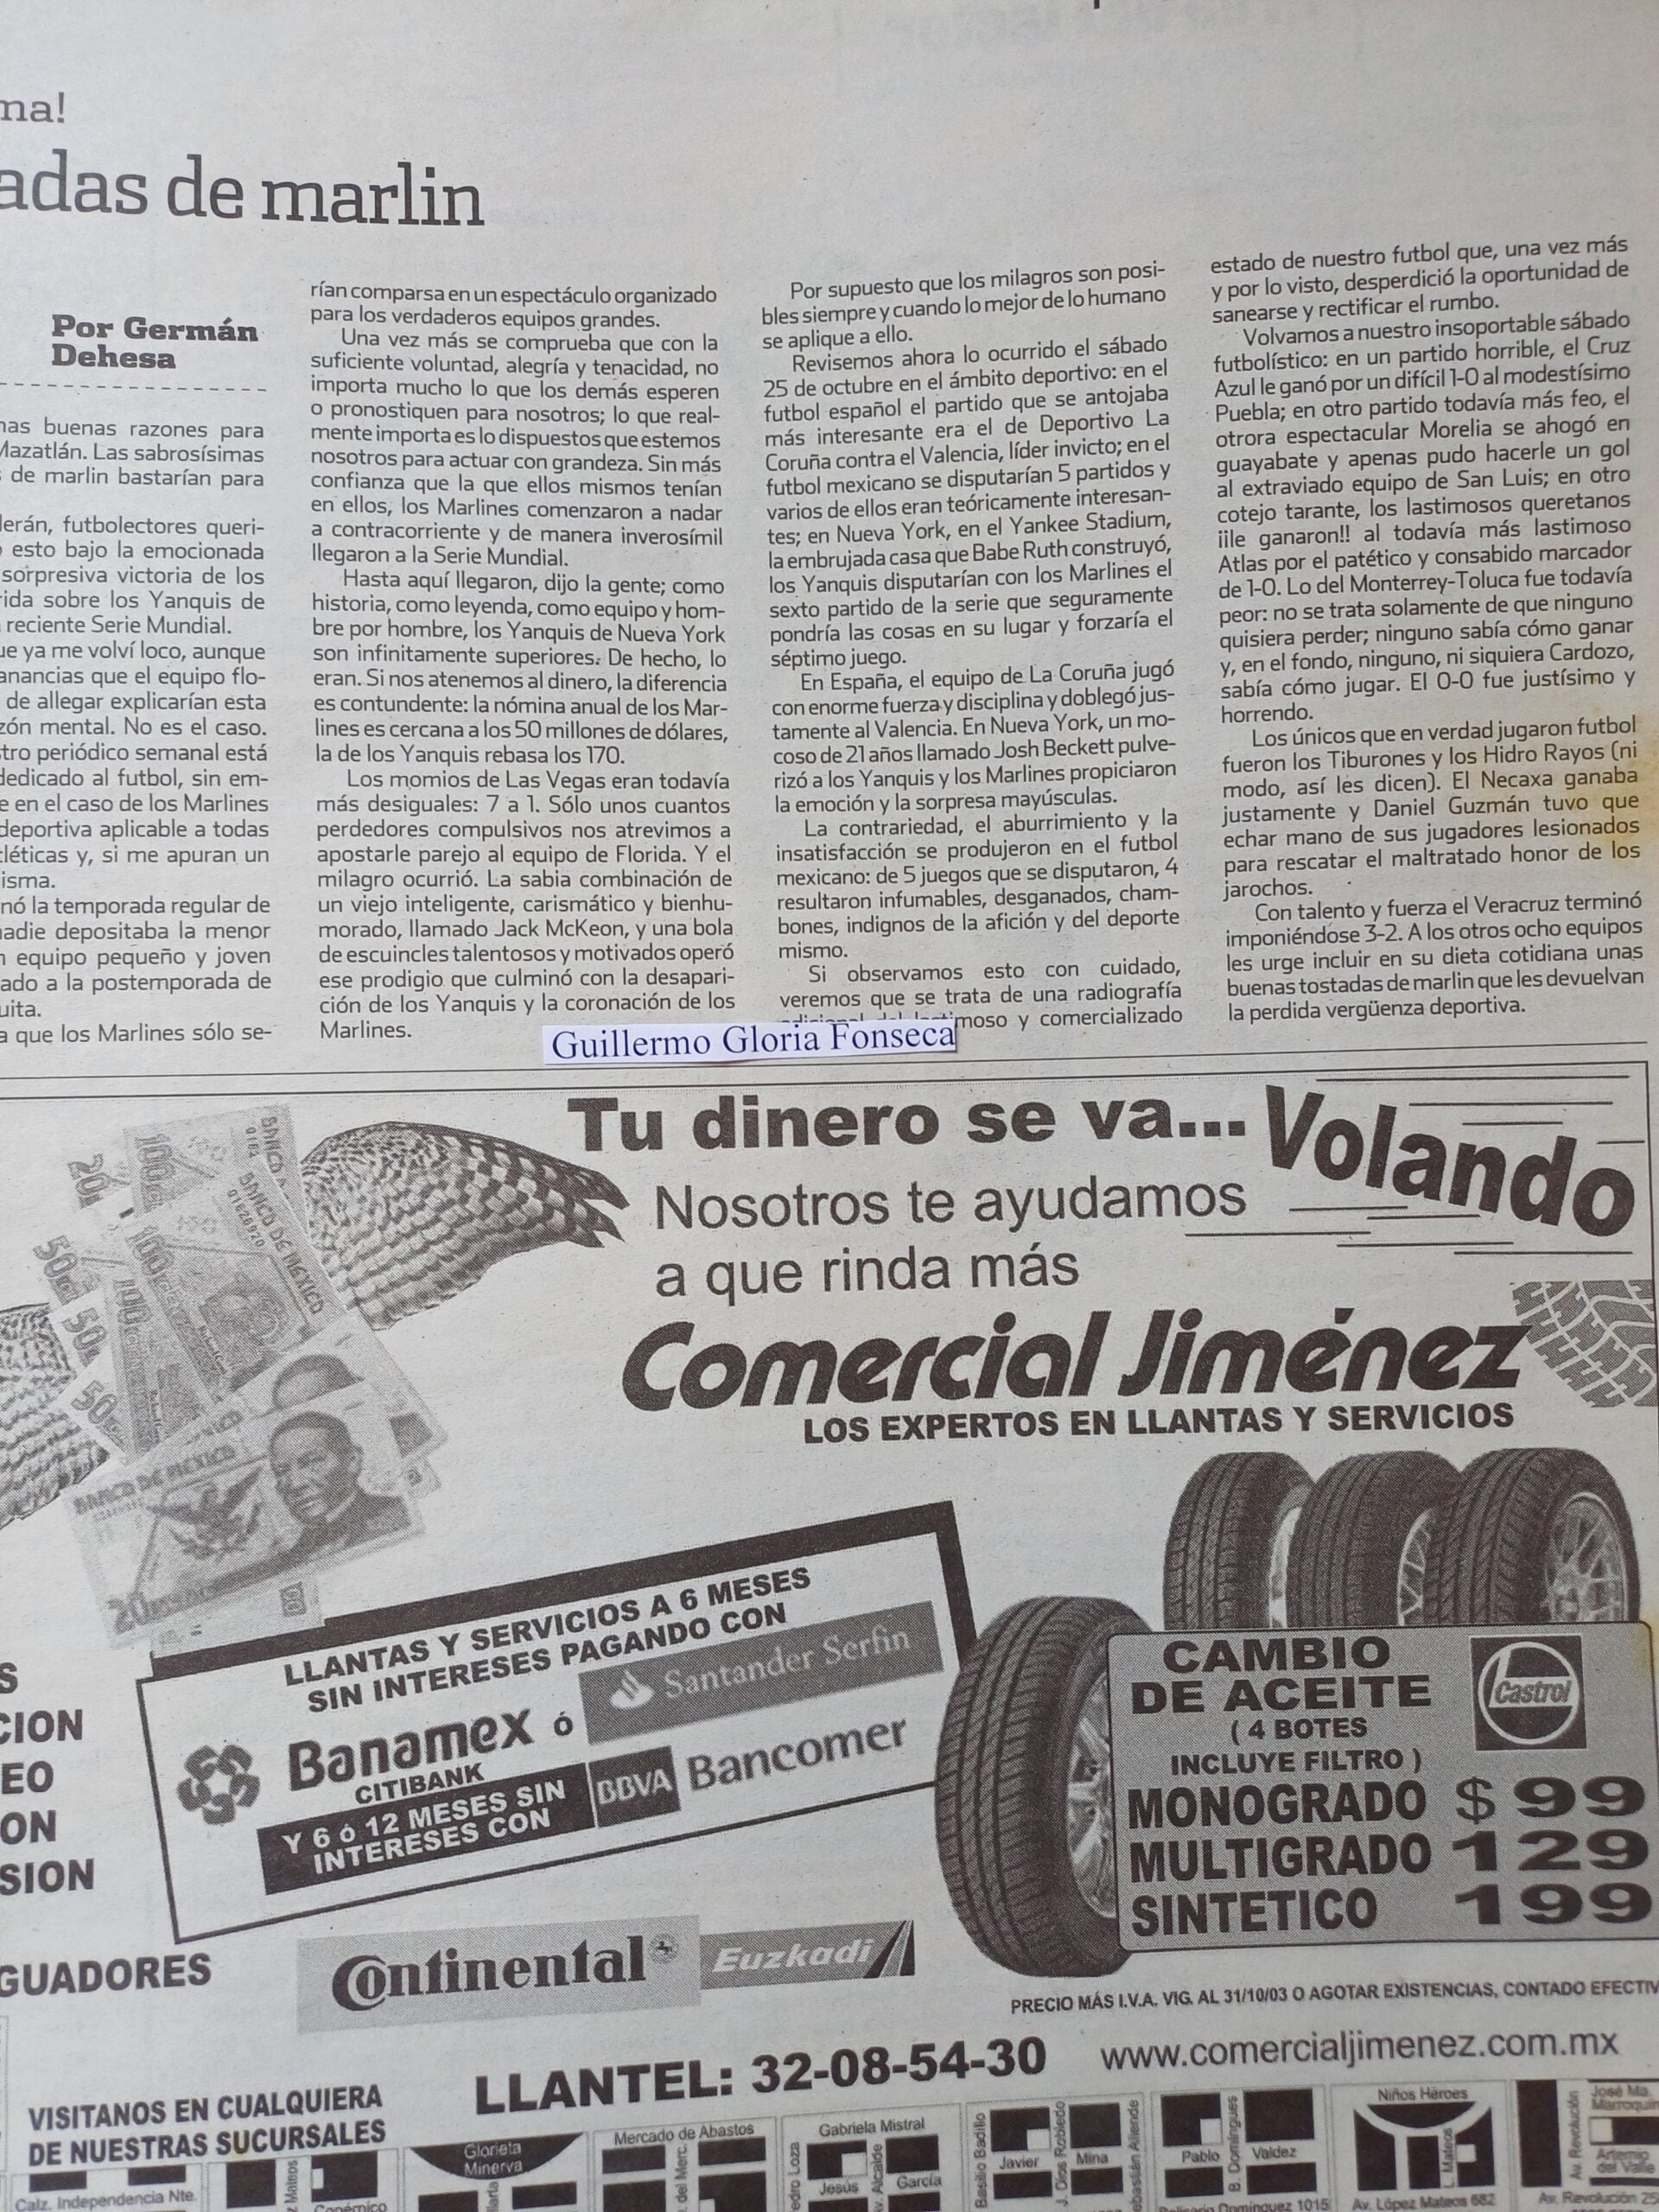 na!
adas de marlin
Por Germán
Dehesa
nas buenas razones para
Mazatlán. Las sabrosísimas
de marlin bastarían para
derán, futbolectores queri-
esto bajo la emocionada
sorpresiva victoria de los
rida sobre los Yanquis de
reciente Serie Mundial.
ue ya me volví loco, aunque
anancias que el equipo flo-
de allegar explicarían esta
zón mental. No es el caso.
stro periódico semanal está
dedicado al futbol, sin em-
e en el caso de los Marlines
deportiva aplicable a todas
tléticas y, si me apuran un
isma.
nó la temporada regular de
nadie depositaba la menor
n equipo pequeño y joven
ado a la postemporada de
uita.
a que los Marlines sólo se-
rían comparsa en un espectáculo organizado
para los verdaderos equipos grandes.
Una vez más se comprueba que con la
suficiente voluntad, alegría y tenacidad, no
importa mucho lo que los demás esperen
o pronostiquen para nosotros; lo que real-
mente importa es lo dispuestos que estemos
nosotros para actuar con grandeza. Sin más
confianza que la que ellos mismos tenían
en ellos, los Marlines comenzaron a nadar
a contracorriente y de manera inverosímil
llegaron a la Serie Mundial.
Hasta aquí llegaron, dijo la gente; como
historia, como leyenda, como equipo y hom-
bre por hombre, los Yanquis de Nueva York
son infinitamente superiores. De hecho, lo
eran. Si nos atenemos al dinero, la diferencia
es contundente: la nómina anual de los Mar-
lines es cercana a los 50 millones de dólares,
la de los Yanquis rebasa los 170.
Los momios de Las Vegas eran todavía
más desiguales: 7 a 1. Sólo unos cuantos
perdedores compulsivos nos atrevimos a
apostarle parejo al equipo de Florida. Y el
milagro ocurrió. La sabia combinación de
un viejo inteligente, carismático y bienhu-
morado, llamado Jack McKeon, y una bola
de escuincles talentosos y motivados operó
ese prodigio que culminó con la desapari-
ción de los Yanquis y la coronación de los
Marlines.
Por supuesto que los milagros son posi-
bles siempre y cuando lo mejor de lo humano
se aplique a ello.
Revisemos ahora lo ocurrido el sábado
25 de octubre en el ámbito deportivo: en el
futbol español el partido que se antojaba
más interesante era el de Deportivo La
Coruña contra el Valencia, líder invicto; en el
futbol mexicano se disputarían 5 partidos y
varios de ellos eran teóricamente interesan-
tes; en Nueva York, en el Yankee Stadium,
la embrujada casa que Babe Ruth construyó,
los Yanquis disputarían con los Marlines el
sexto partido de la serie que seguramente
pondría las cosas en su lugar y forzaría el
séptimo juego.
En España, el equipo de La Coruña jugó
con enorme fuerza y disciplina y doblegó jus-
tamente al Valencia. En Nueva York, un mo-
coso de 21 años llamado Josh Beckett pulve-
rizó a los Yanquis y los Marlines propiciaron
la emoción y la sorpresa mayúsculas.
La contrariedad, el aburrimiento y la
insatisfacción se produjeron en el futbol
mexicano: de 5 juegos que se disputaron, 4
resultaron infumables, desganados, cham-
bones, indignos de la afición y del deporte
mismo.
Si observamos esto con cuidado,
veremos que se trata de una radiografía
timoso y comercializado
estado de nuestro futbol que, una vez más
y por lo visto, desperdició la oportunidad de
sanearse y rectificar el rumbo.
Volvamos a nuestro insoportable sábado
futbolístico: en un partido horrible, el Cruz
Azul le ganó por un difícil 1-0 al modestísimo
Puebla; en otro partido todavía más feo, el
otrora espectacular Morelia se ahogó en
guayabate y apenas pudo hacerle un gol
al extraviado equipo de San Luis; en otro
cotejo tarante, los lastimosos queretanos
¡¡le ganaron!! al todavía más lastimoso
Atlas por el patético y consabido marcador
de 1-0. Lo del Monterrey-Toluca fue todavía
peor: no se trata solamente de que ninguno
quisiera perder; ninguno sabía cómo ganar
y, en el fondo, ninguno, ni siquiera Cardozo,
sabía cómo jugar. El 0-0 fue justísimo y
horrendo.
Los únicos que en verdad jugaron futbol
fueron los Tiburones y los Hidro Rayos (ni
modo, así les dicen). El Necaxa ganaba
justamente y Daniel Guzmán tuvo que
echar mano de sus jugadores lesionados
para rescatar el maltratado honor de los
jarochos.
Con talento y fuerza el Veracruz terminó
imponiéndose 3-2. A los otros ocho equipos
les urge incluir en su dieta cotidiana unas
buenas tostadas de marlin que les devuelvan
la perdida vergüenza deportiva.
Guillermo Gloria Fonseca
Tu dinero se va... Volando
Nosotros te ayudamos
a que rinda más
Comercial Jiménez
LOS EXPERTOS EN LLANTAS Y SERVICIOS
BANCO DE MEXICO
BANCO DE MEXICO
LLANTAS Y SERVICIOS A 6 MESES
SIN INTERESES PAGANDO CON
Santander Serfin
Banamex ó
CITIBANK
BBVA Bancomer
Y 6 ó 12 MESES SIN
INTERESES CON
CAMBIO
DE ACEITE
( 4 BOTES
INCLUYE FILTRO )
Castrol
MONOGRADO $ 99
MULTIGRADO 129
SINTETICO 199
S
CION
EO
ON
SION
GUADORES
Continental
Euzkadi
PRECIO MÁS I.V.A. VIG. AL 31/10/03 O AGOTAR EXISTENCIAS, CONTADO EFECTIV
LLANTEL: 32-08-54-30
www.comercialjimenez.com.mx
VISITANOS EN CUALQUIERA
DE NUESTRAS SUCURSALES
Calz. Independencia Nte.
Glorieta
Minerva
Mercado de Abastos
Gabriela Mistral
Jesús García
Basilio Badillo
Javier Mina
J. Dios Robledo
Pablo Valdez
B. Domínguez
Belisario Domínguez 1015
Niños Héroes
L. Mateos
Av. López Mateos 682
Av. Revolución
José Ma.
Artemio
del Valle